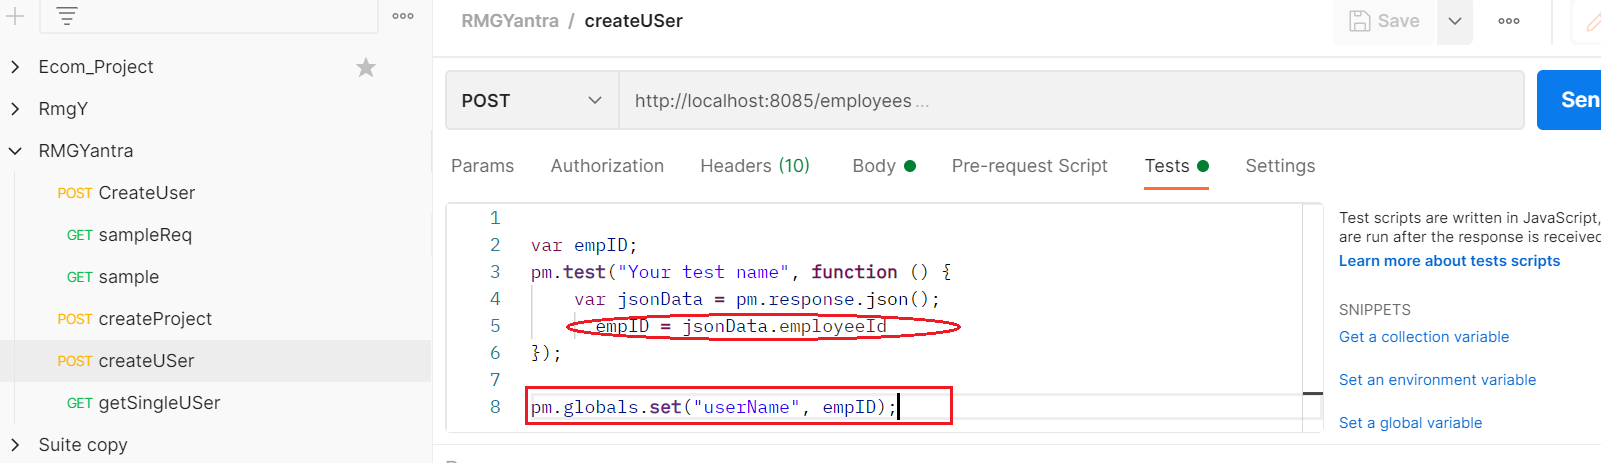 RMGYantra / createUSer
Save
Ecom_Project
RmgY
RMGYantra
POST CreateUser
GET sampleReq
GET sample
POST createProject
POST createUSer
GET getSingleUSer
Suite copy
POST
http://localhost:8085/employees ...
Sen
Params Authorization Headers (10) Body Pre-request Script Tests Settings
1
2 var empID;
3 pm.test("Your test name", function () {
4 var jsonData = pm.response.json();
5 empID = jsonData.employeeId
6 });
7
8 pm.globals.set("userName", empID);
Test scripts are written in JavaScript,
are run after the response is received
Learn more about tests scripts
SNIPPETS
Get a collection variable
Set an environment variable
Set a global variable